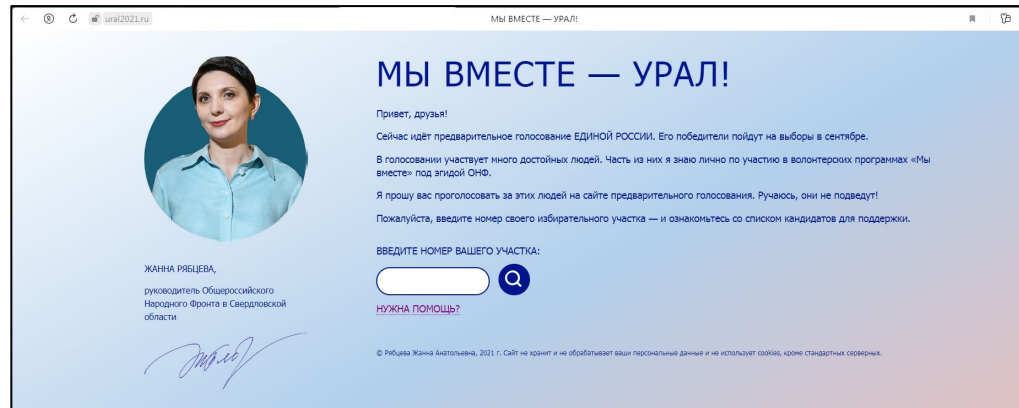 ural2021.ru
МЫ ВМЕСТЕ — УРАЛ!
МЫ ВМЕСТЕ — УРАЛ!
Привет, друзья!
Сейчас идёт предварительное голосование ЕДИНОЙ РОССИИ. Его победители пойдут на выборы в сентябре.
В голосовании участвует много достойных людей. Часть из них я знаю лично по участию в волонтерских программах «Мы
вместе» под эгидой ОНФ.
Я прошу вас проголосовать за этих людей на сайте предварительного голосования. Ручаюсь, они не подведут!
Пожалуйста, введите номер своего избирательного участка — и ознакомьтесь со списком кандидатов для поддержки.
ВВЕДИТЕ НОМЕР ВАШЕГО УЧАСТКА:
НУЖНА ПОМОЩЬ?
ЖАННА РЯБЦЕВА,
руководитель Общероссийского
Народного Фронта в Свердловской
области
© Рябцева Жанна Анатольевна, 2021 г. Сайт не хранит и не обрабатывает ваши персональные данные и не использует cookies, кроме стандартных серверных.